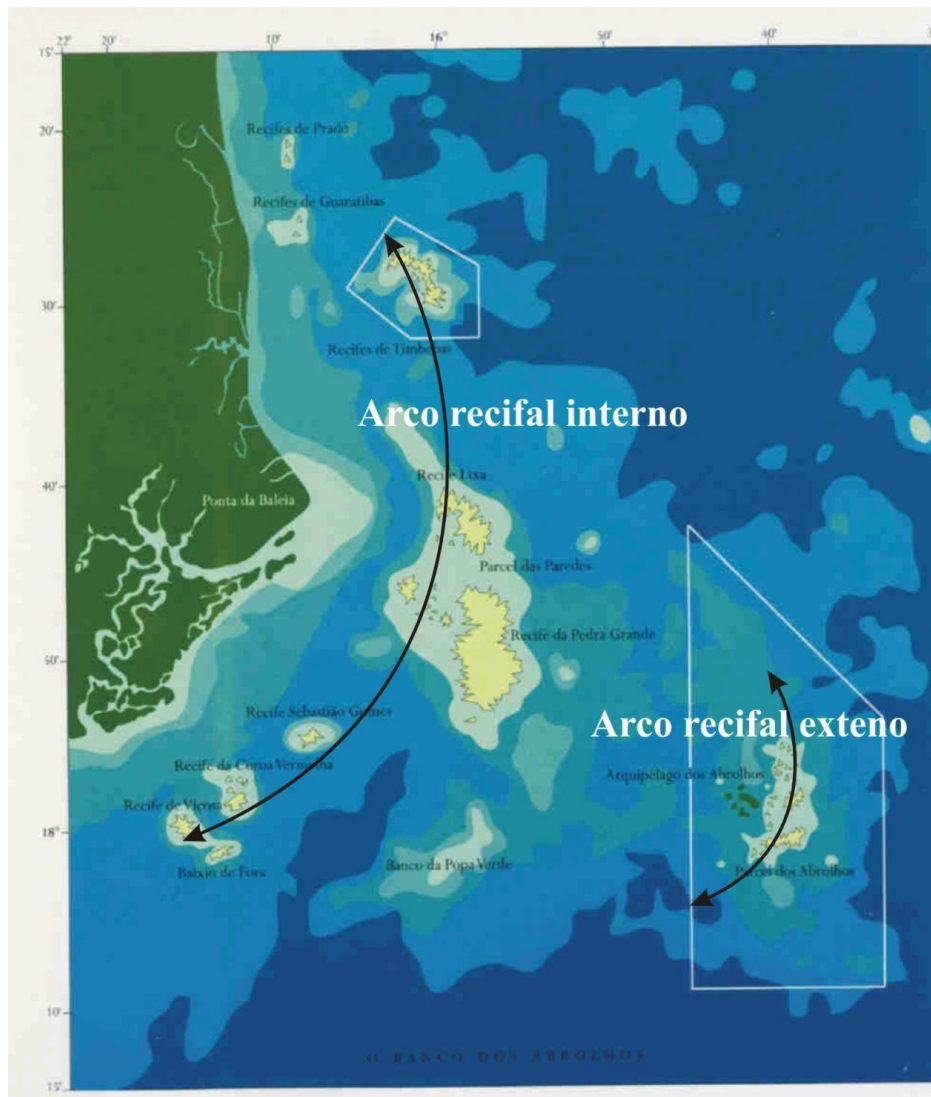 20' 10' 16° 50' 40'
15'
20'
Recifes de Prado
Recifes de Guaratibas
30'
Recifes de Timbebas
Arco recifal interno
Recife Lixa
40'
Ponta da Baleia
Parcel das Paredes
Recife da Pedra Grande
50'
Recife Sebastião Gomes
Arco recifal exteno
Recife da Coroa Vermelha
Arquipélago dos Abrolhos
Recife de Viçosa
18°
Baixio de Fora
Banco da Popa Verde
Parcel dos Abrolhos
10'
O BANCO DOS ABROLHOS
15'